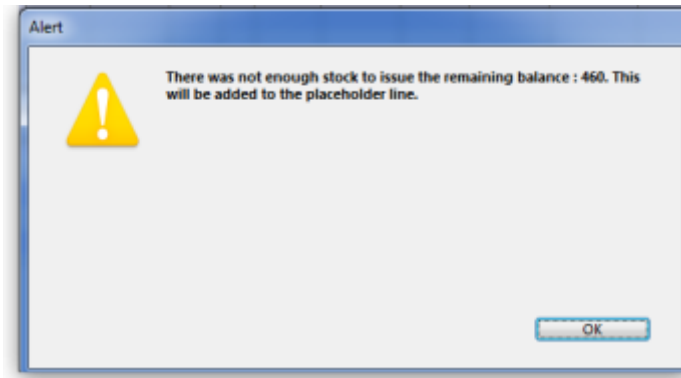 Alert
There was not enough stock to issue the remaining balance : 460. This
will be added to the placeholder line.
OK